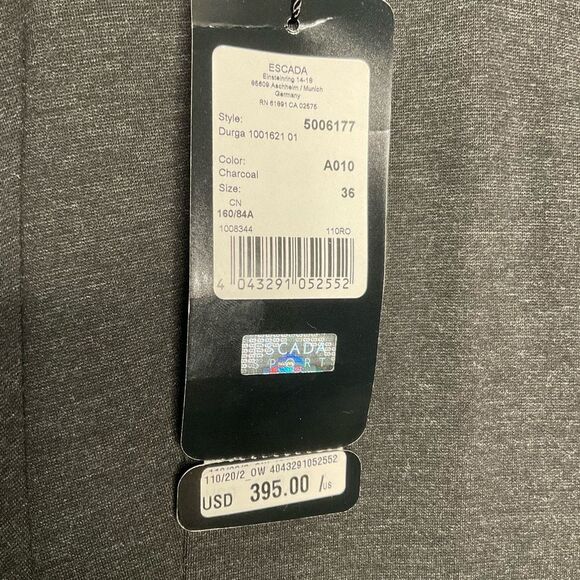 ESCADA
Einsteinring 14-18
85609 Aschheim / Munich
Germany
RN 61891 CA 02575
Style: 5006177
Durga 1001621 01
Color: A010
Charcoal
Size: 36
CN
160/84A
1008344 110RO
4 043291 052552
ESCADA
SPORT
110/20/2_OW 4043291052552
USD 395.00 /us